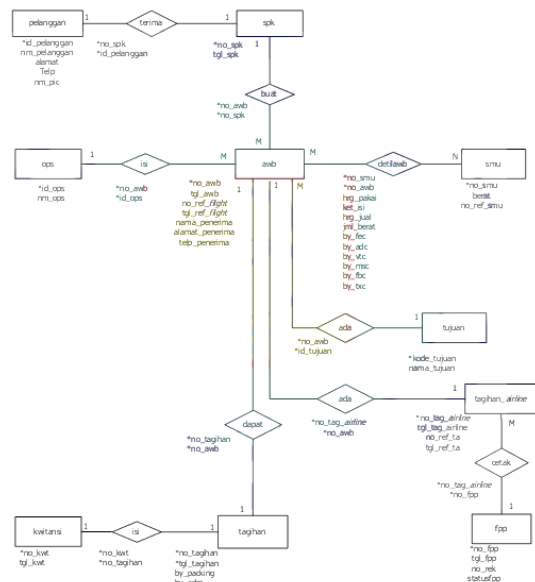 pelanggan
1
terima
1
spk
*id_pelanggan
nm_pelanggan
alamat
Telp
nm_pic
*no_spk
*id_pelanggan
*no_spk
tgl_spk
1
buat
*no_awb
*no_spk
M
ops
1
isi
M
awb
M
detilawb
N
smu
*id_ops
nm_ops
*no_awb
*id_ops
*no_awb
tgl_awb
no_ref_flight
tgl_ref_flight
nama_penerima
alamat_penerima
telp_penerima
1
1
M
*no_smu
*no_awb
hrg_pakai
ket_isi
hrg_jual
jml_berat
by_fec
by_adc
by_vtc
by_msc
by_fbc
by_txc
*no_smu
berat
no_ref_smu
ada
1
tujuan
*no_awb
*id_tujuan
*kode_tujuan
nama_tujuan
ada
1
tagihan_airline
*no_tag_airline
*no_awb
*no_tag_airline
tgl_tag_airline
no_ref_ta
tgl_ref_ta
M
dapat
*no_tagihan
*no_awb
cetak
*no_tag_airline
*no_fpp
1
1
kwitansi
1
isi
1
tagihan
fpp
*no_kwt
tgl_kwt
*no_kwt
*no_tagihan
*no_tagihan
*tgl_tagihan
by_packing
*no_fpp
tgl_fpp
no_rek
statusfpp